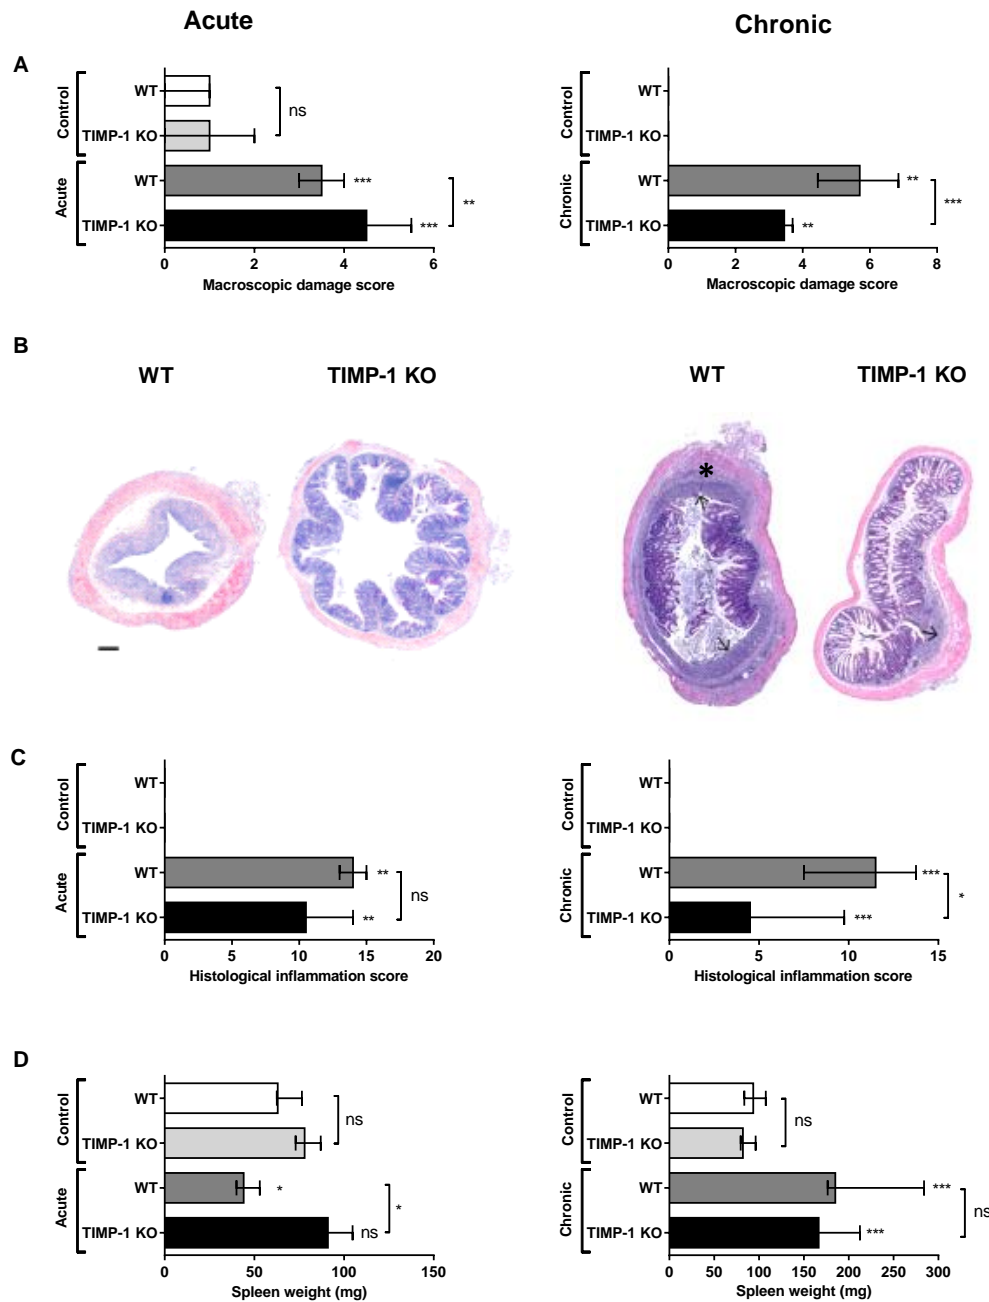 Acute
Chronic
A
Control
WT
TIMP-1 KO
ns
Acute
WT
***
TIMP-1 KO
***
**
0 2 4 6
Macroscopic damage score
Control
WT
TIMP-1 KO
Chronic
WT
**
TIMP-1 KO
**
***
0 2 4 6 8
Macroscopic damage score
B
WT
TIMP-1 KO
WT
TIMP-1 KO
*
C
Control
WT
TIMP-1 KO
Acute
WT
**
TIMP-1 KO
**
ns
0 5 10 15 20
Histological inflammation score
Control
WT
TIMP-1 KO
Chronic
WT
***
TIMP-1 KO
***
*
0 5 10 15
Histological inflammation score
D
Control
WT
TIMP-1 KO
ns
Acute
WT
*
TIMP-1 KO
ns
*
0 50 100 150
Spleen weight (mg)
Control
WT
TIMP-1 KO
ns
Chronic
WT
***
TIMP-1 KO
***
ns
0 50 100 150 200 250 300
Spleen weight (mg)